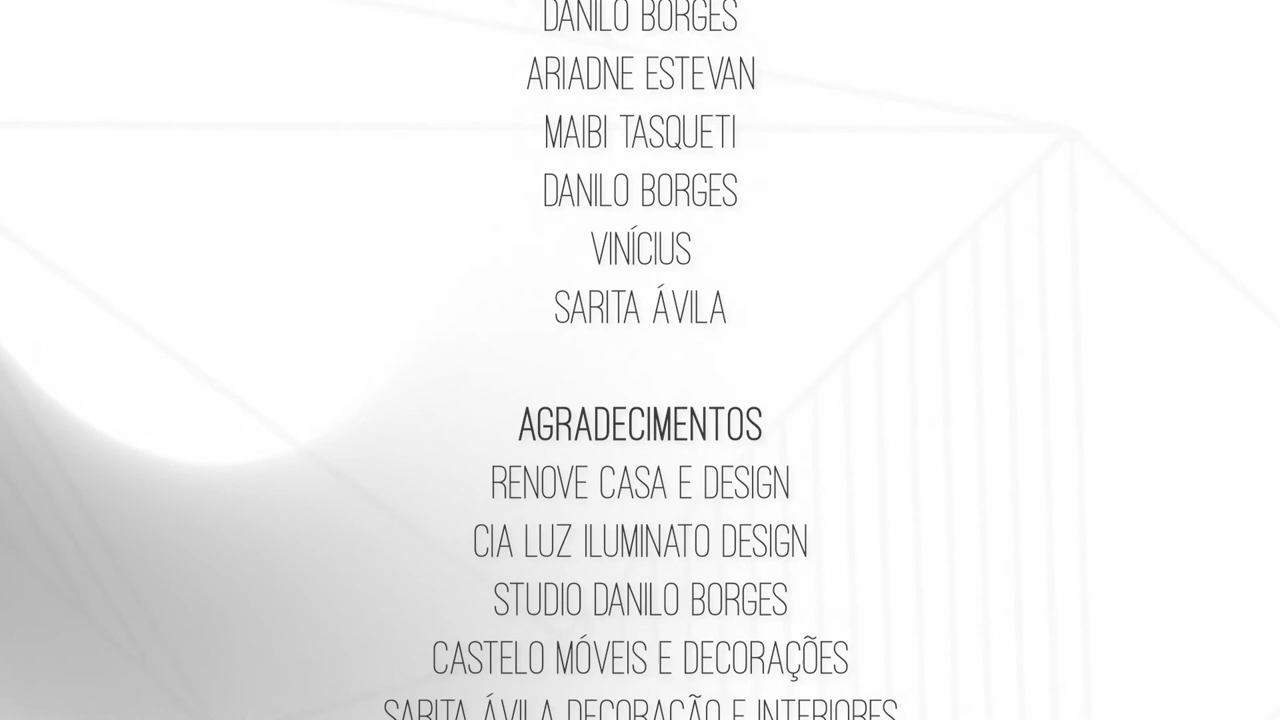 DANILO BORGES
ARIADNE ESTEVAN
MAIBI TASQUETI
DANILO BORGES
VINÍCIUS
SARITA ÁVILA
AGRADECIMENTOS
RENOVE CASA E DESIGN
CIA LUZ ILUMINATO DESIGN
STUDIO DANILO BORGES
CASTELO MÓVEIS E DECORAÇÕES
SARITA ÁVILA DECORAÇÃO E INTERIORES